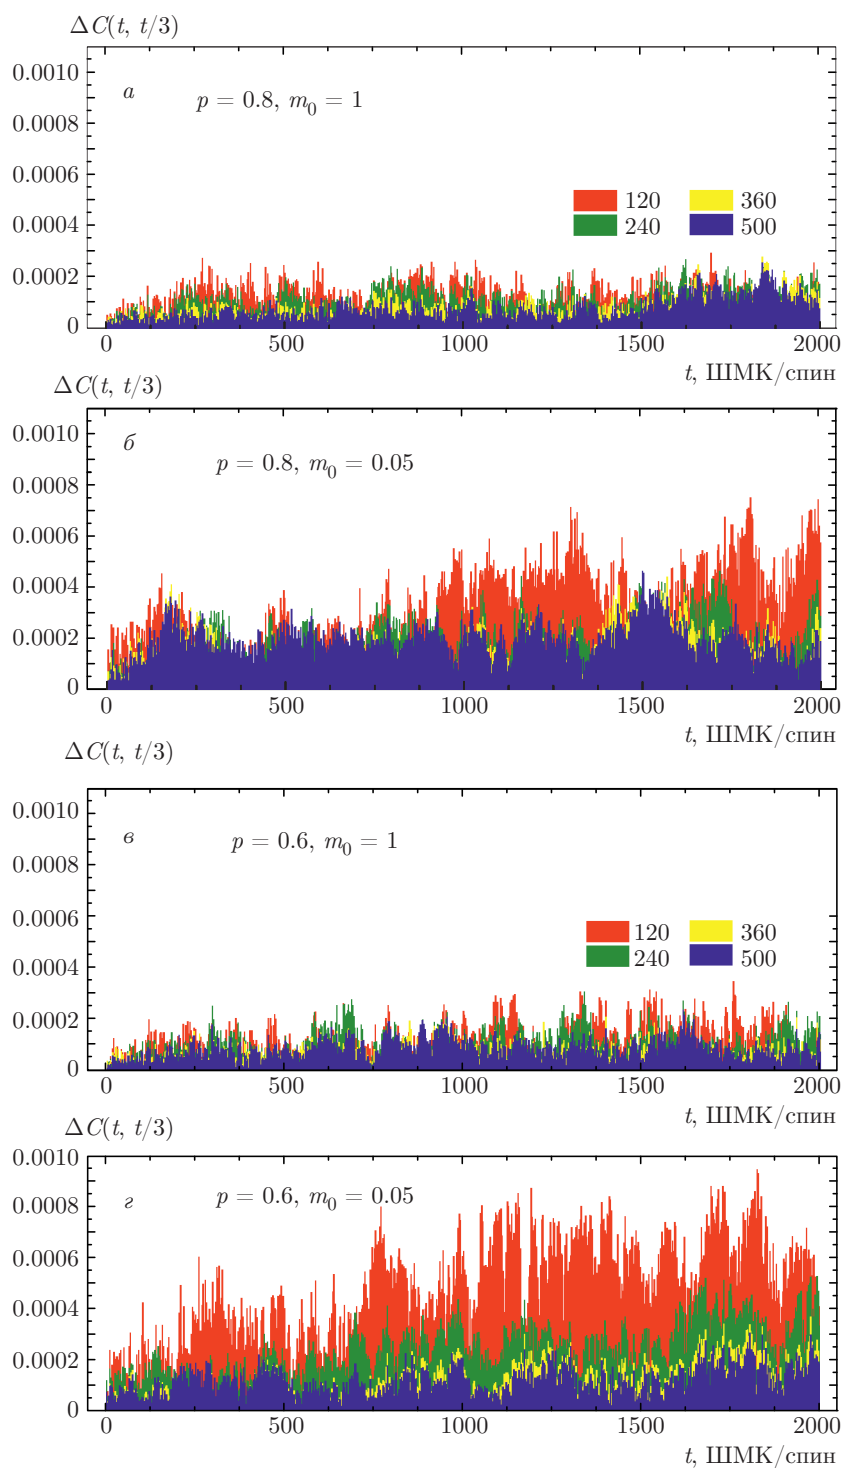 ΔC(t, t/3)
0.0010
а
p = 0.8, m₀ = 1
0.0008
0.0006
120 360
0.0004
240 500
0.0002
0
0 500 1000 1500 2000
t, ШМК/спин
ΔC(t, t/3)
0.0010
б
p = 0.8, m₀ = 0.05
0.0008
0.0006
0.0004
0.0002
0
0 500 1000 1500 2000
t, ШМК/спин
ΔC(t, t/3)
0.0010
в
p = 0.6, m₀ = 1
0.0008
0.0006
120 360
240 500
0.0004
0.0002
0
0 500 1000 1500 2000
t, ШМК/спин
ΔC(t, t/3)
0.0010
г
p = 0.6, m₀ = 0.05
0.0008
0.0006
0.0004
0.0002
0
0 500 1000 1500 2000
t, ШМК/спин